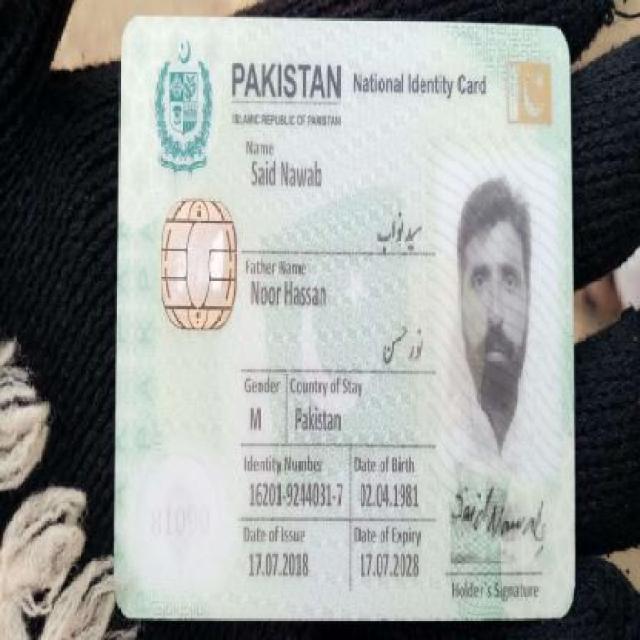 PAKISTAN National Identity Card
ISLAMIC REPUBLIC OF PAKISTAN
Name
Said Nawab
سید نواب
Father Name
Noor Hassan
نور حسن
Gender Country of Stay
M Pakistan
Identity Number Date of Birth
16201-9244031-7 02.04.1981
Date of Issue Date of Expiry
17.07.2018 17.07.2028
Said Nawab
Holder's Signature